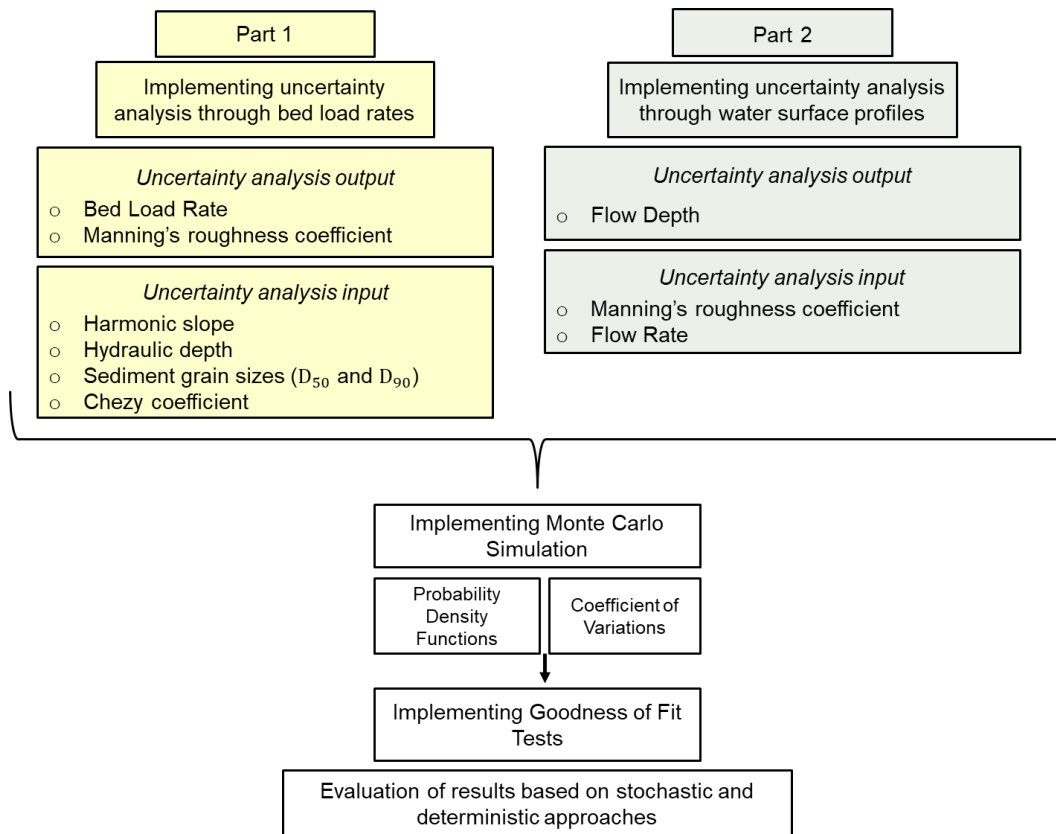 Part 1
Implementing uncertainty
analysis through bed load rates
Uncertainty analysis output
○ Bed Load Rate
○ Manning's roughness coefficient
Uncertainty analysis input
○ Harmonic slope
○ Hydraulic depth
○ Sediment grain sizes (D₅₀ and D₉₀)
○ Chezy coefficient
Part 2
Implementing uncertainty analysis
through water surface profiles
Uncertainty analysis output
○ Flow Depth
Uncertainty analysis input
○ Manning's roughness coefficient
○ Flow Rate
Implementing Monte Carlo
Simulation
Probability
Density
Functions
Coefficient of
Variations
Implementing Goodness of Fit
Tests
Evaluation of results based on stochastic and
deterministic approaches